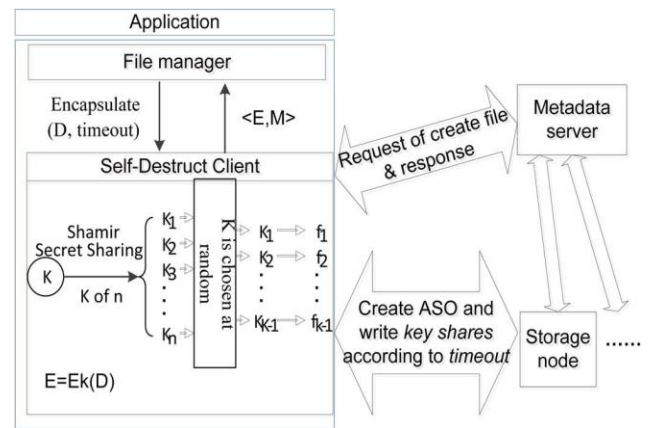 Application
File manager
Encapsulate
(D, timeout)
<E,M>
Self-Destruct Client
Shamir
Secret Sharing
K
K of n
K1
K2
K3
Kn
K is chosen at
random
K1
f1
K2
f2
Kk-1
fk-1
E=Ek(D)
Request of create file
& response
Metadata
server
Create ASO and
write key shares
according to timeout
Storage
node
......